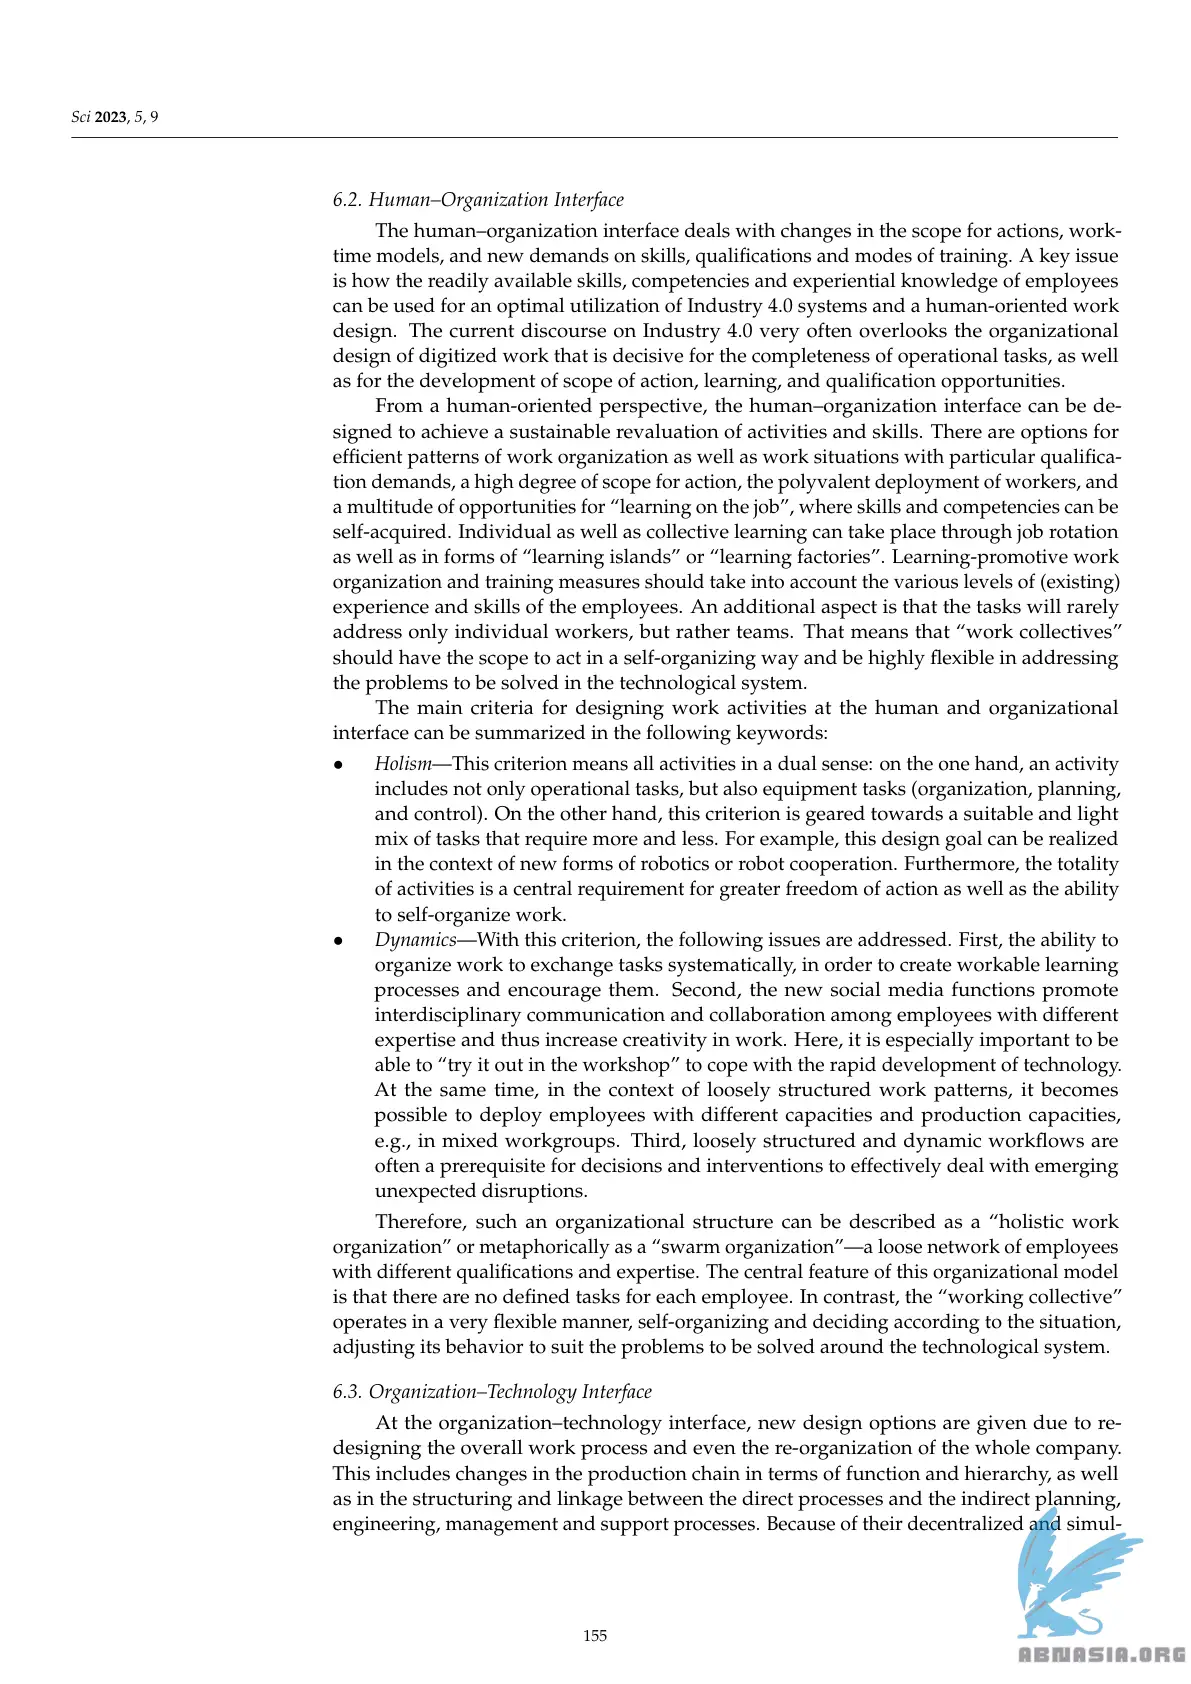 Sci 2023, 5, 9
6.2. Human–Organization Interface
The human–organization interface deals with changes in the scope for actions, work-
time models, and new demands on skills, qualifications and modes of training. A key issue
is how the readily available skills, competencies and experiential knowledge of employees
can be used for an optimal utilization of Industry 4.0 systems and a human-oriented work
design. The current discourse on Industry 4.0 very often overlooks the organizational
design of digitized work that is decisive for the completeness of operational tasks, as well
as for the development of scope of action, learning, and qualification opportunities.
From a human-oriented perspective, the human–organization interface can be de-
signed to achieve a sustainable revaluation of activities and skills. There are options for
efficient patterns of work organization as well as work situations with particular qualifica-
tion demands, a high degree of scope for action, the polyvalent deployment of workers, and
a multitude of opportunities for “learning on the job”, where skills and competencies can be
self-acquired. Individual as well as collective learning can take place through job rotation
as well as in forms of “learning islands” or “learning factories”. Learning-promotive work
organization and training measures should take into account the various levels of (existing)
experience and skills of the employees. An additional aspect is that the tasks will rarely
address only individual workers, but rather teams. That means that “work collectives”
should have the scope to act in a self-organizing way and be highly flexible in addressing
the problems to be solved in the technological system.
The main criteria for designing work activities at the human and organizational
interface can be summarized in the following keywords:
● Holism—This criterion means all activities in a dual sense: on the one hand, an activity
includes not only operational tasks, but also equipment tasks (organization, planning,
and control). On the other hand, this criterion is geared towards a suitable and light
mix of tasks that require more and less. For example, this design goal can be realized
in the context of new forms of robotics or robot cooperation. Furthermore, the totality
of activities is a central requirement for greater freedom of action as well as the ability
to self-organize work.
● Dynamics—With this criterion, the following issues are addressed. First, the ability to
organize work to exchange tasks systematically, in order to create workable learning
processes and encourage them. Second, the new social media functions promote
interdisciplinary communication and collaboration among employees with different
expertise and thus increase creativity in work. Here, it is especially important to be
able to “try it out in the workshop” to cope with the rapid development of technology.
At the same time, in the context of loosely structured work patterns, it becomes
possible to deploy employees with different capacities and production capacities,
e.g., in mixed workgroups. Third, loosely structured and dynamic workflows are
often a prerequisite for decisions and interventions to effectively deal with emerging
unexpected disruptions.
Therefore, such an organizational structure can be described as a “holistic work
organization” or metaphorically as a “swarm organization”—a loose network of employees
with different qualifications and expertise. The central feature of this organizational model
is that there are no defined tasks for each employee. In contrast, the “working collective”
operates in a very flexible manner, self-organizing and deciding according to the situation,
adjusting its behavior to suit the problems to be solved around the technological system.
6.3. Organization–Technology Interface
At the organization–technology interface, new design options are given due to re-
designing the overall work process and even the re-organization of the whole company.
This includes changes in the production chain in terms of function and hierarchy, as well
as in the structuring and linkage between the direct processes and the indirect planning,
engineering, management and support processes. Because of their decentralized and simul-
155
ABNASIA.ORG